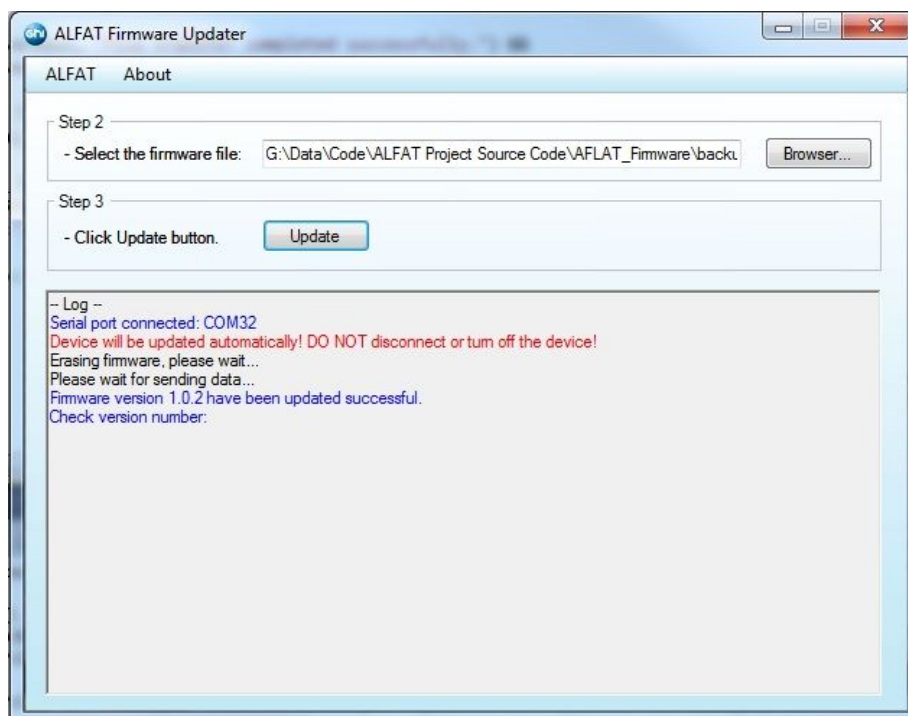 ALFAT Firmware Updater
ALFAT About
Step 2
- Select the firmware file: G:\Data\Code\ALFAT Project Source Code\AFLAT_Firmware\backu Browser...
Step 3
- Click Update button. Update
-- Log --
Serial port connected: COM32
Device will be updated automatically! DO NOT disconnect or turn off the device!
Erasing firmware, please wait...
Please wait for sending data...
Firmware version 1.0.2 have been updated successful.
Check version number: